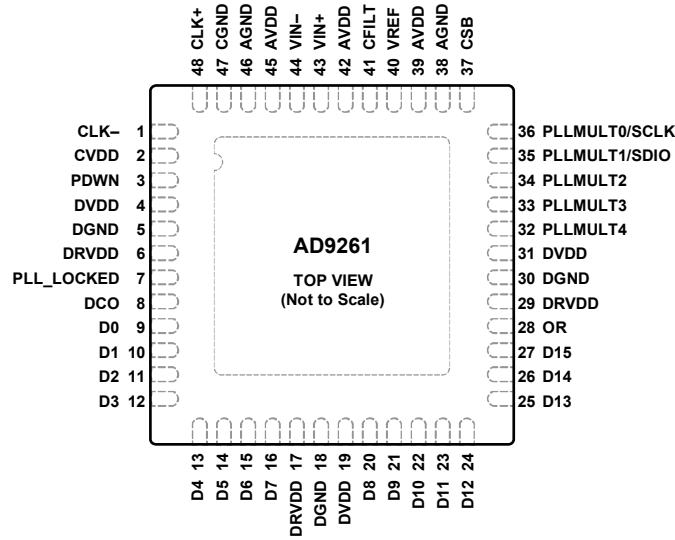 48 CLK+
47 CGND
46 AGND
45 AVDD
44 VIN–
43 VIN+
42 AVDD
41 CFILT
40 VREF
39 AVDD
38 AGND
37 CSB
CLK– 1
CVDD 2
PDWN 3
DVDD 4
DGND 5
DRVDD 6
PLL_LOCKED 7
DCO 8
D0 9
D1 10
D2 11
D3 12
AD9261
TOP VIEW
(Not to Scale)
36 PLLMULT0/SCLK
35 PLLMULT1/SDIO
34 PLLMULT2
33 PLLMULT3
32 PLLMULT4
31 DVDD
30 DGND
29 DRVDD
28 OR
27 D15
26 D14
25 D13
D4 13
D5 14
D6 15
D7 16
DRVDD 17
DGND 18
DVDD 19
D8 20
D9 21
D10 22
D11 23
D12 24